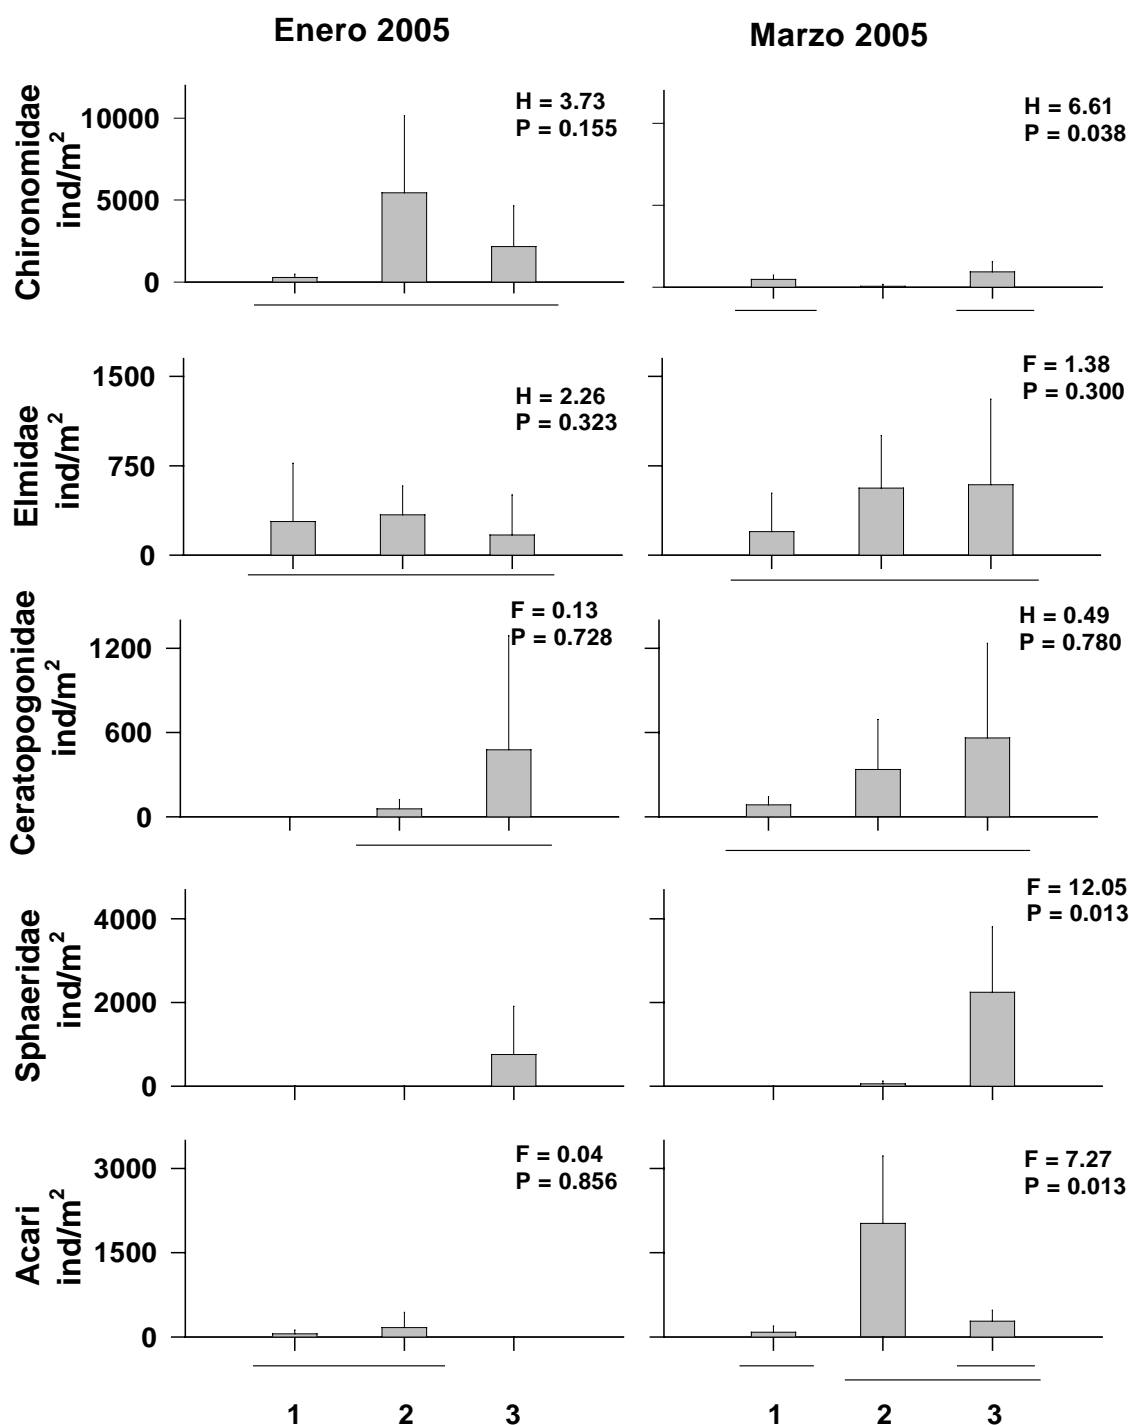 Enero 2005
Marzo 2005
Chironomidae
ind/m²
10000
5000
0
H = 3.73
P = 0.155
H = 6.61
P = 0.038
Elmidae
ind/m²
1500
750
0
H = 2.26
P = 0.323
F = 1.38
P = 0.300
Ceratopogonidae
ind/m²
1200
600
0
F = 0.13
P = 0.728
H = 0.49
P = 0.780
Sphaeridae
ind/m²
4000
2000
0
F = 12.05
P = 0.013
Acari
ind/m²
3000
1500
0
F = 0.04
P = 0.856
F = 7.27
P = 0.013
1 2 3
1 2 3